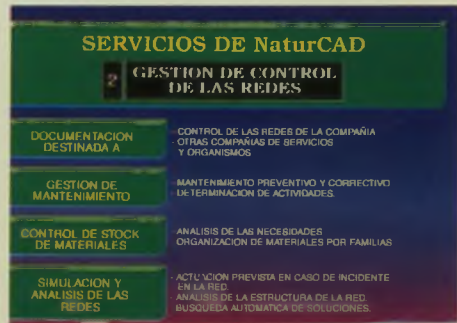 SERVICIOS DE NaturCAD
2 GESTION DE CONTROL
DE LAS REDES
DOCUMENTACION
DESTINADA A
- CONTROL DE LAS REDES DE LA COMPAÑIA
- OTRAS COMPAÑIAS DE SERVICIOS
Y ORGANISMOS
GESTION DE
MANTENIMIENTO
- MANTENIMIENTO PREVENTIVO Y CORRECTIVO
- DETERMINACION DE ACTIVIDADES.
CONTROL DE STOCK
DE MATERIALES
- ANALISIS DE LAS NECESIDADES
ORGANIZACION DE MATERIALES POR FAMILIAS
SIMULACION Y
ANALISIS DE LAS
REDES
- ACTUACION PREVISTA EN CASO DE INCIDENTE
EN LA RED.
- ANALISIS DE LA ESTRUCTURA DE LA RED.
BUSQUEDA AUTOMATICA DE SOLUCIONES.